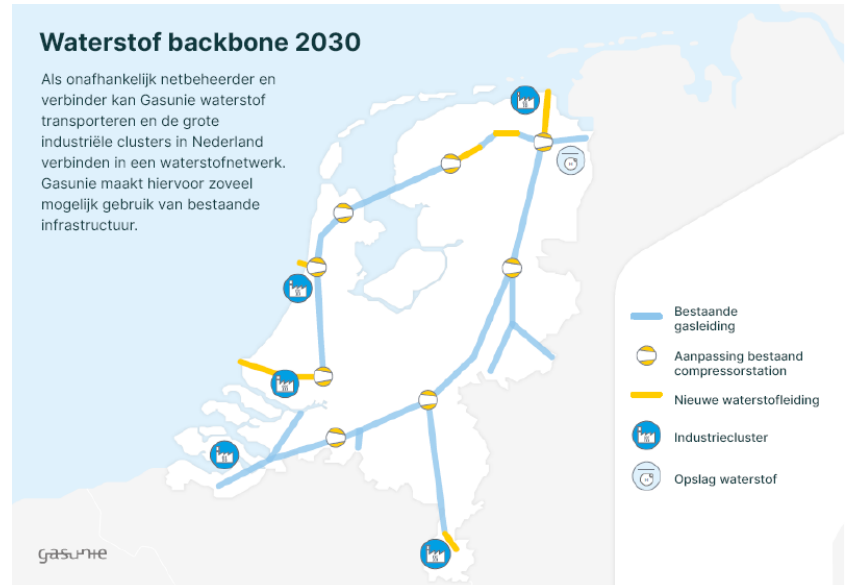 Waterstof backbone 2030
Als onafhankelijk netbeheerder en
verbinder kan Gasunie waterstof
transporteren en de grote
industriële clusters in Nederland
verbinden in een waterstofnetwerk.
Gasunie maakt hiervoor zoveel
mogelijk gebruik van bestaande
infrastructuur.
Bestaande
gasleiding
Aanpassing bestaand
compressorstation
Nieuwe waterstofleiding
Industriecluster
Opslag waterstof
gasunie